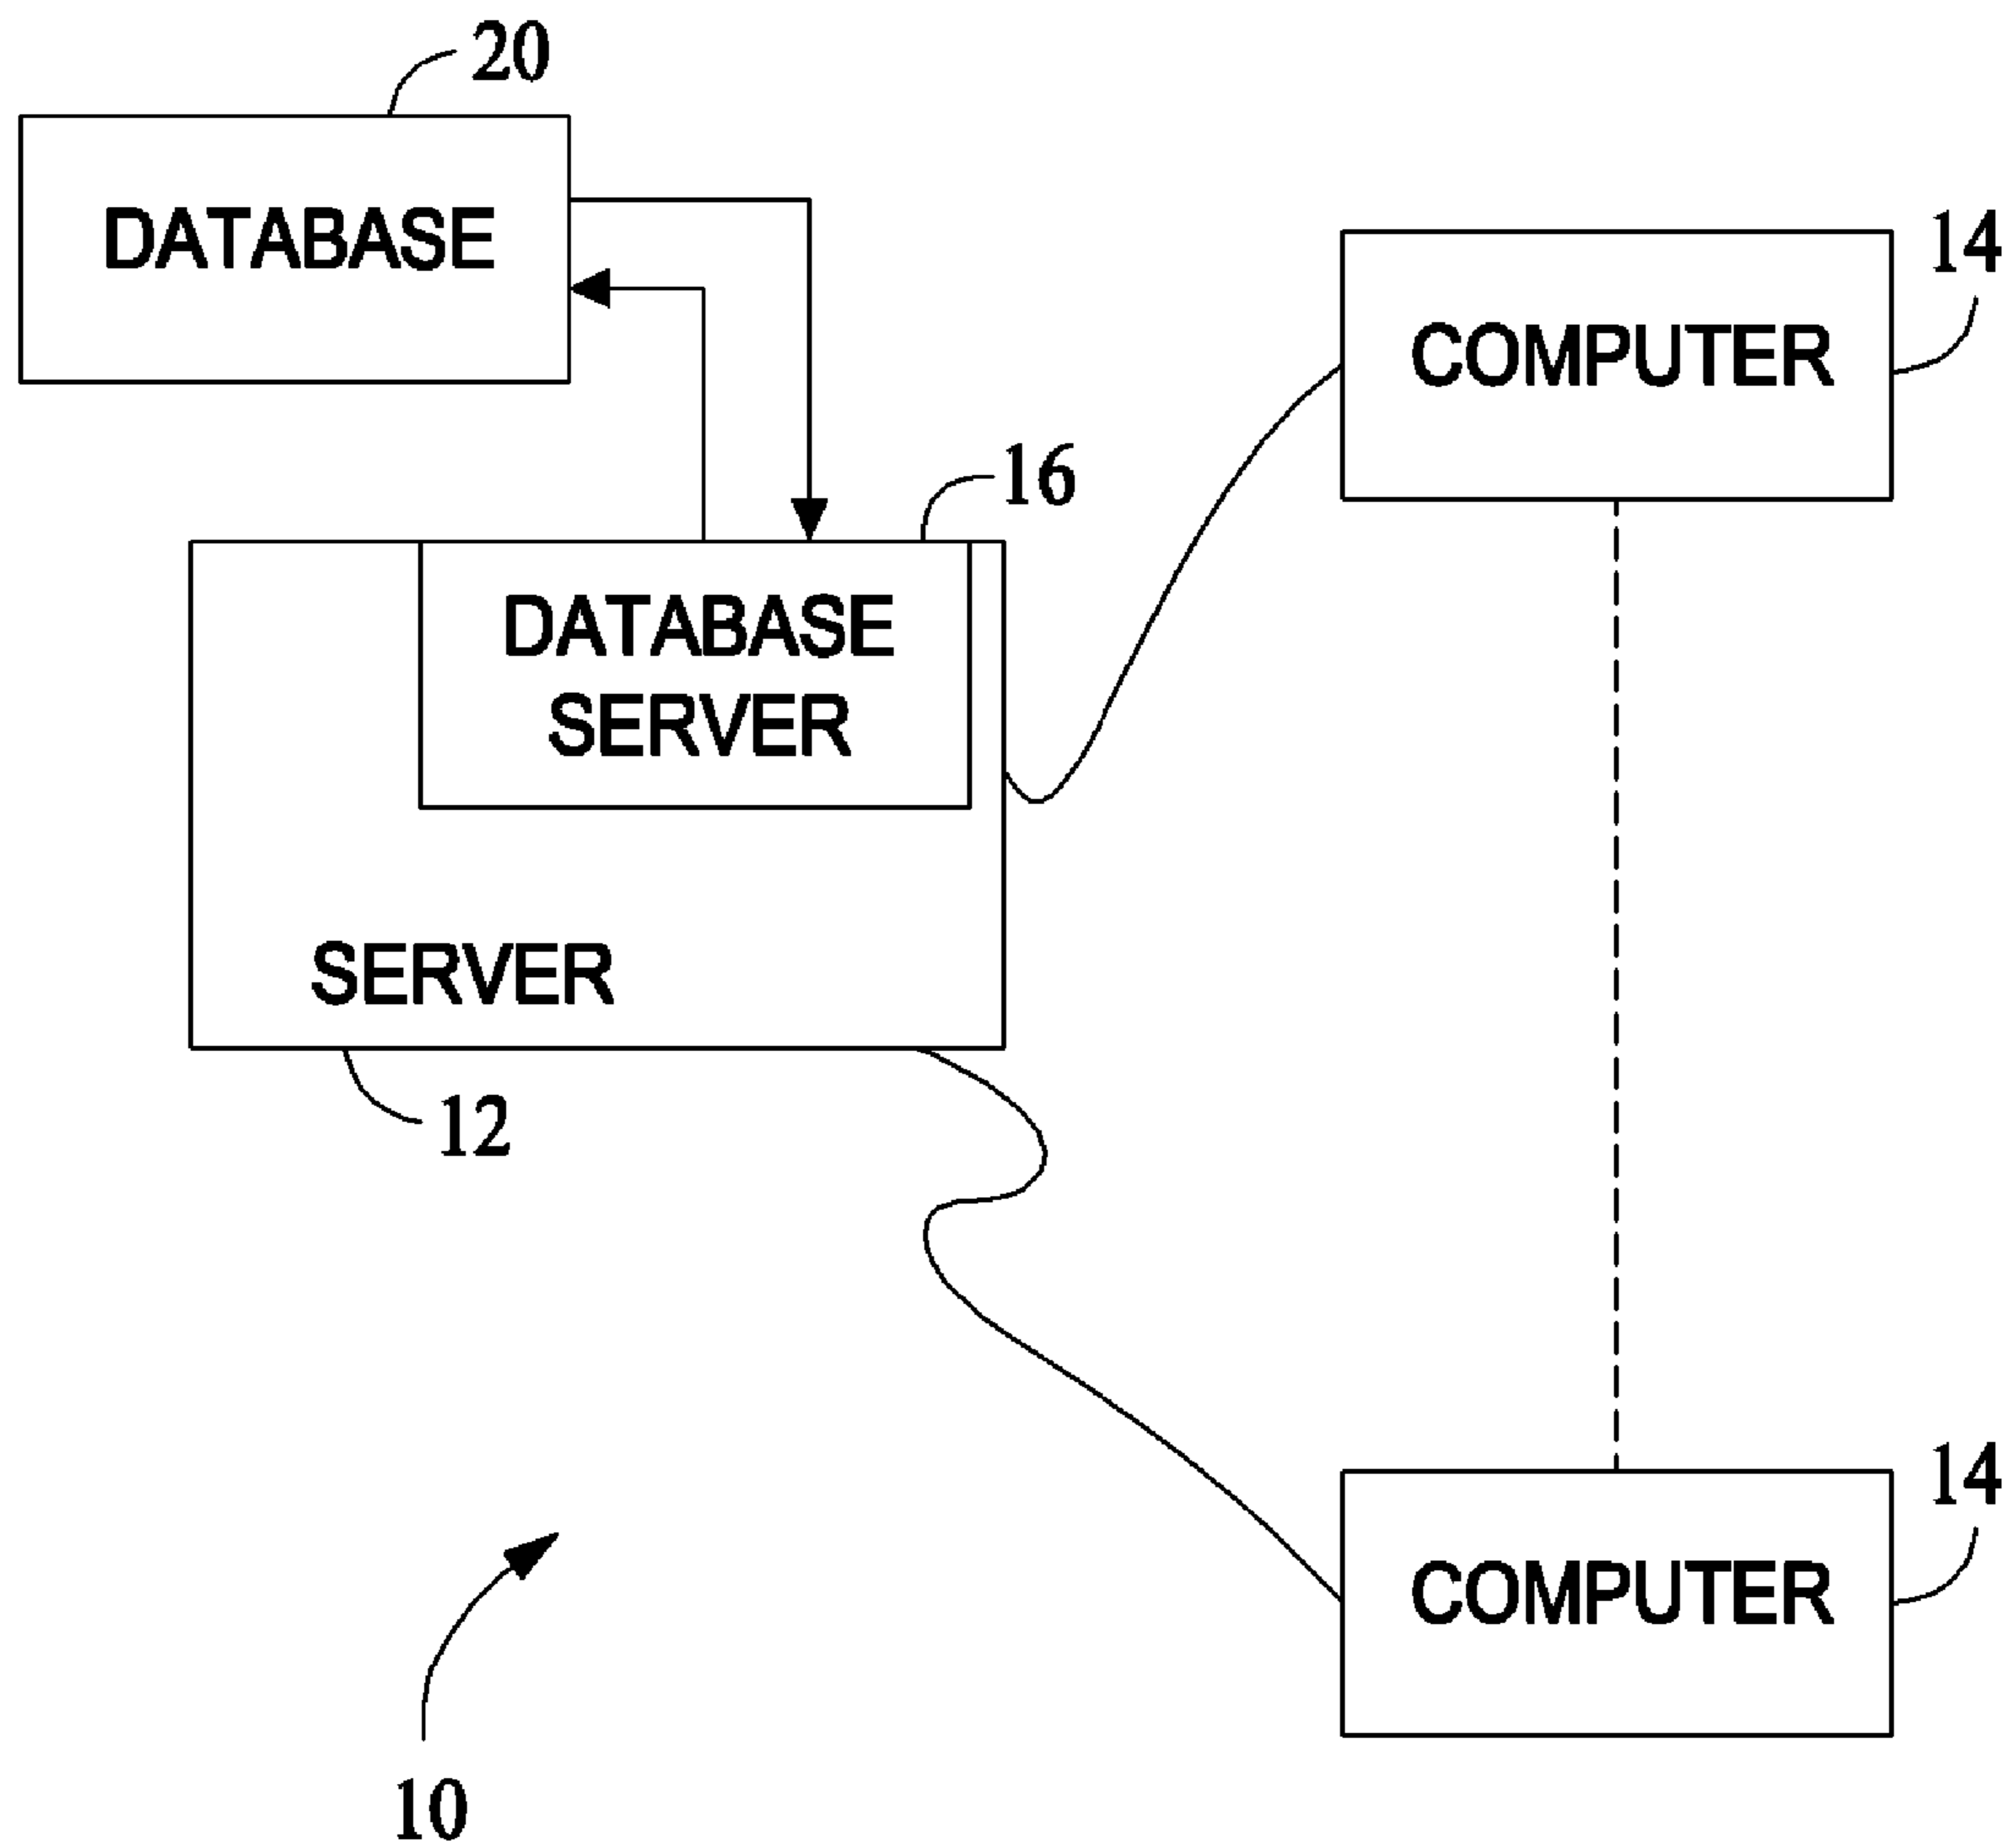 20
DATABASE
14
COMPUTER
16
DATABASE
SERVER
SERVER
12
14
COMPUTER
10